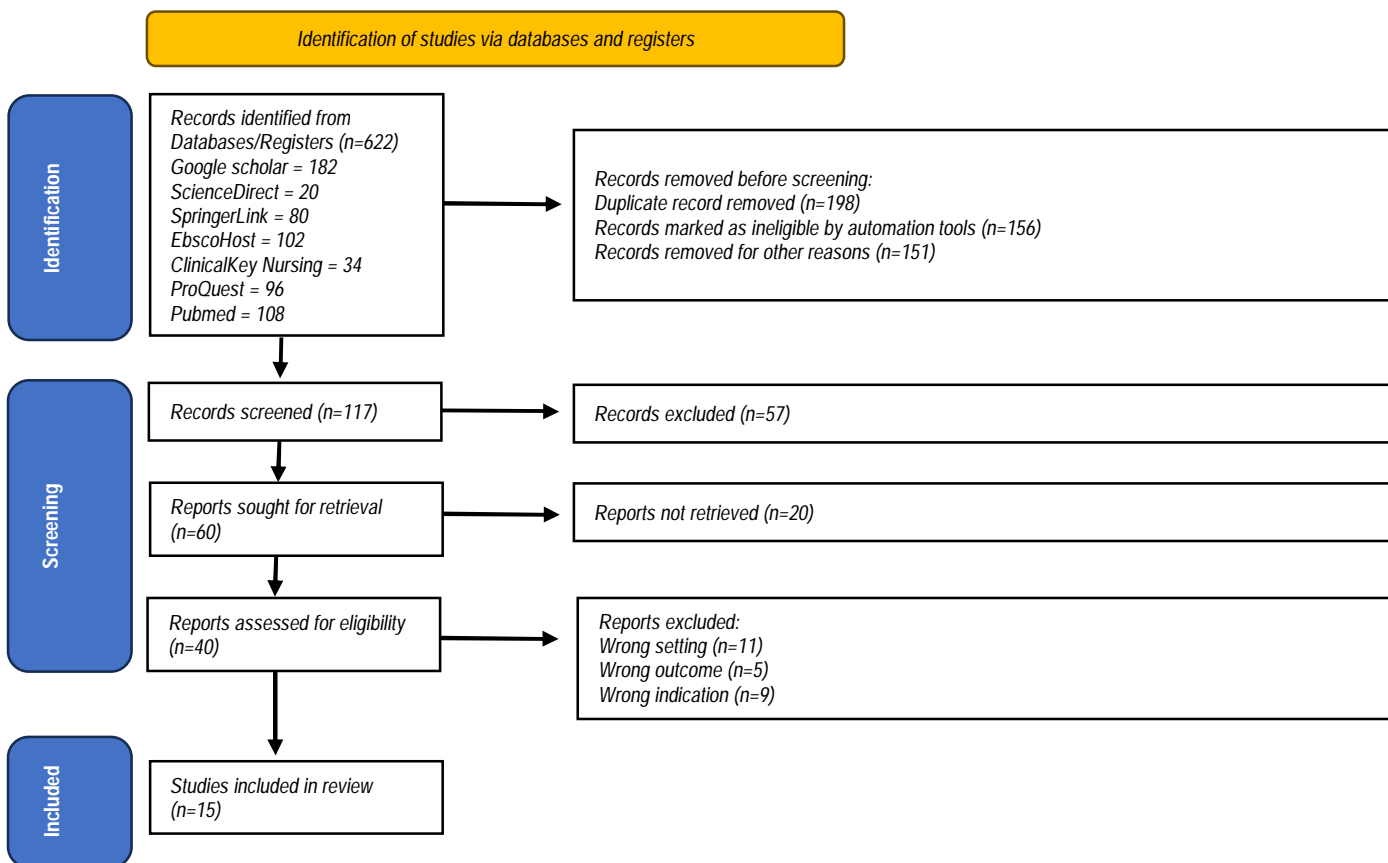 Identification of studies via databases and registers
Identification
Records identified from
Databases/Registers (n=622)
Google scholar = 182
ScienceDirect = 20
SpringerLink = 80
EbscoHost = 102
ClinicalKey Nursing = 34
ProQuest = 96
Pubmed = 108
Records removed before screening:
Duplicate record removed (n=198)
Records marked as ineligible by automation tools (n=156)
Records removed for other reasons (n=151)
Screening
Records screened (n=117)
Records excluded (n=57)
Reports sought for retrieval
(n=60)
Reports not retrieved (n=20)
Reports assessed for eligibility
(n=40)
Reports excluded:
Wrong setting (n=11)
Wrong outcome (n=5)
Wrong indication (n=9)
Included
Studies included in review
(n=15)